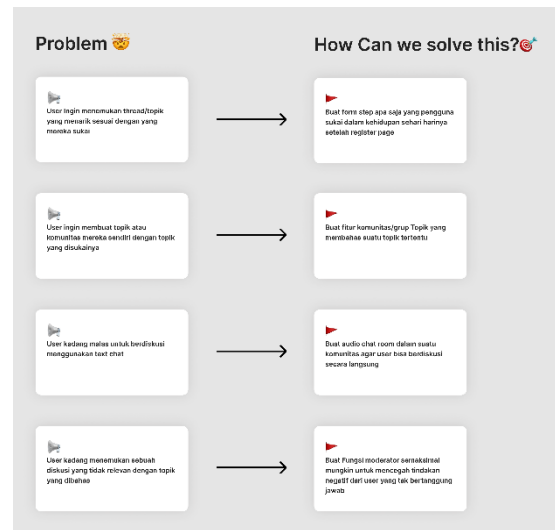 Problem 🤯
How Can we solve this?🎯
User ingin menemukan thread/topik
yang menarik sesuai dengan yang
mereka sukai
Buat form step apa saja yang pengguna
sukai dalam kehidupan sehari harinya
setelah register page
User ingin membuat topik atau
komunitas mereka sendiri dengan topik
yang disukainya
Buat fitur komunitas/grup Topik yang
membahas suatu topik tertentu
User kadang malas untuk berdiskusi
menggunakan text chat
Buat audio chat room dalam suatu
komunitas agar user bisa berdiskusi
secara langsung
User kadang menemukan sebuah
diskusi yang tidak relevan dengan topik
yang dibahas
Buat Fungsi moderator semaksimal
mungkin untuk mencegah tindakan
negatif dari user yang tak bertanggung
jawab